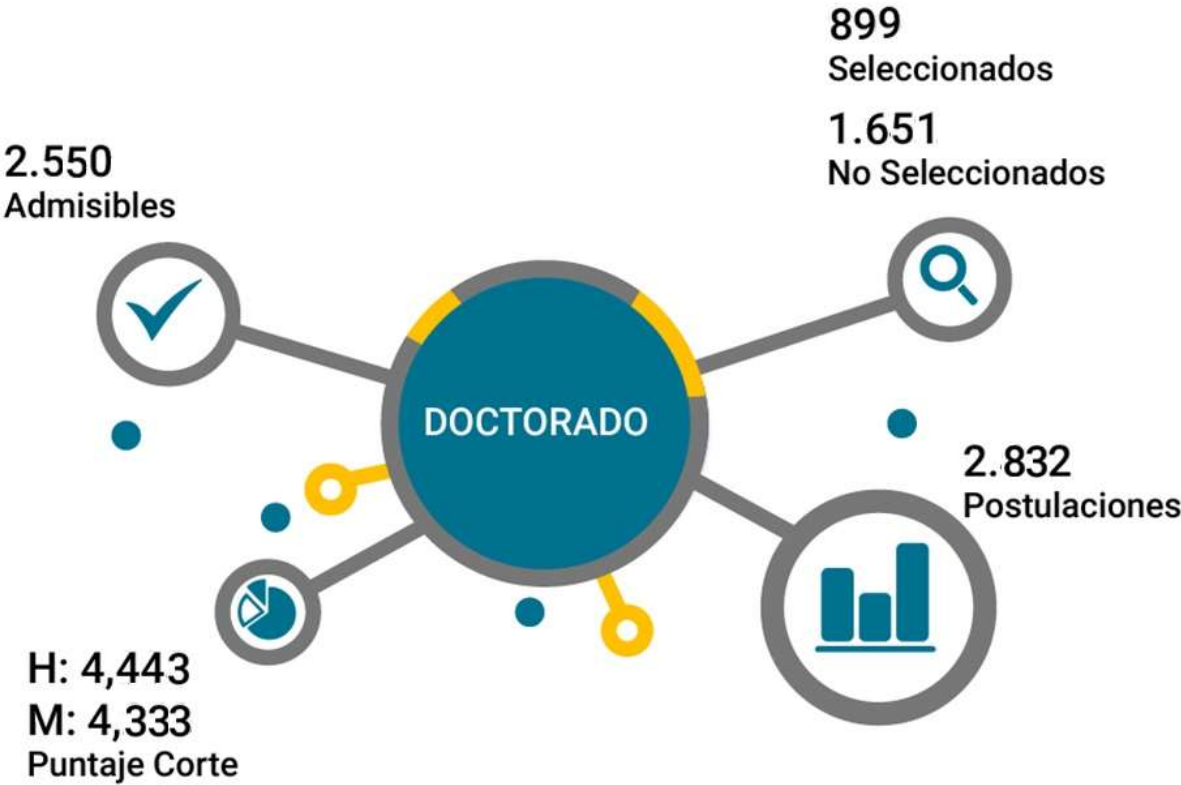 899
Seleccionados
1.651
No Seleccionados
2.550
Admisibles
DOCTORADO
2.832
Postulaciones
H: 4,443
M: 4,333
Puntaje Corte